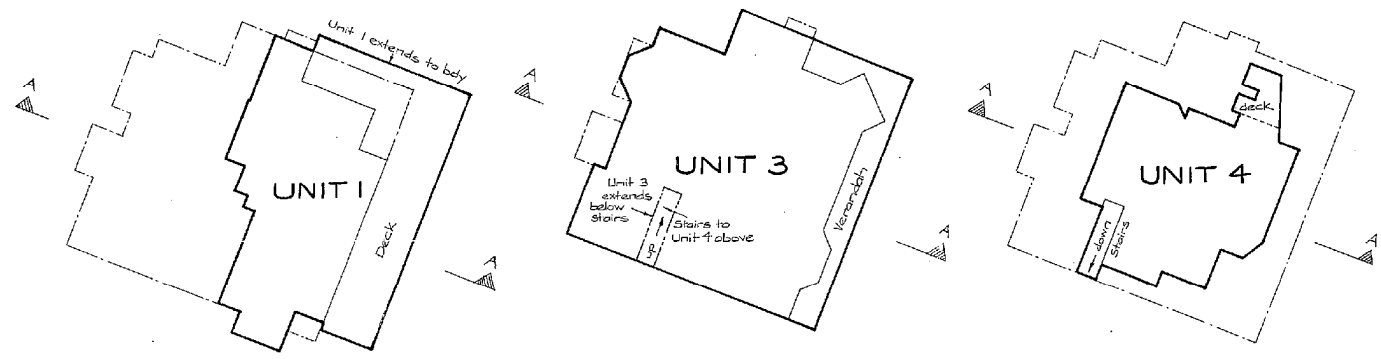 Unit 1 extends to bdy
A
UNIT 1
Deck
A
A
UNIT 3
Unit 3
extends
below
stairs
Stairs to
Unit 4 above
up
Verandah
A
A
deck
UNIT 4
down
Stairs
A